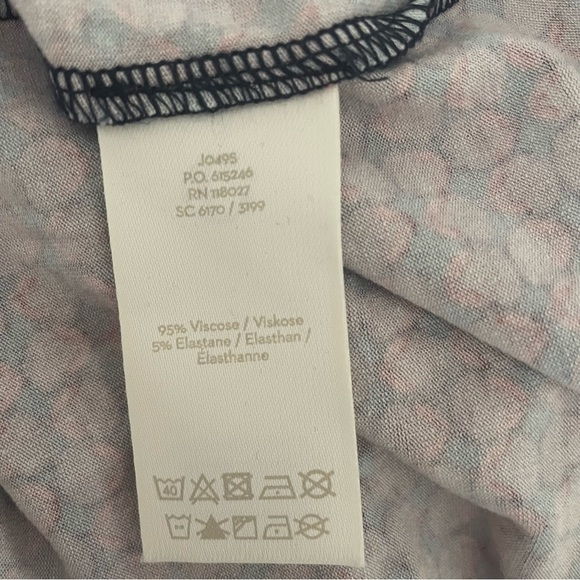 J0495
P.O. 615246
RN 118027
SC 6170 / 3199
95% Viscose / Viskose
5% Elastane / Elasthan /
Élasthanne
40